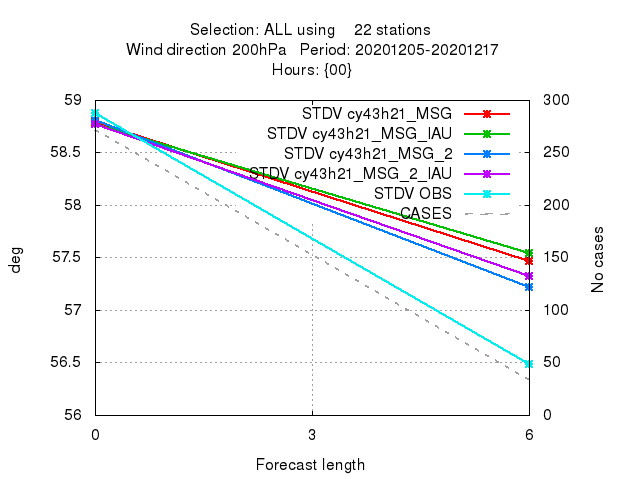 Selection: ALL using    22 stations
Wind direction 200hPa   Period: 20201205-20201217
Hours: {00}
59 300
STDV cy43h21_MSG
STDV cy43h21_MSG_IAU
58.5 250
STDV cy43h21_MSG_2
STDV cy43h21_MSG_2_IAU
STDV OBS
58 200
CASES
57.5 150
deg
No cases
57 100
56.5 50
56 0
0 3 6
Forecast length